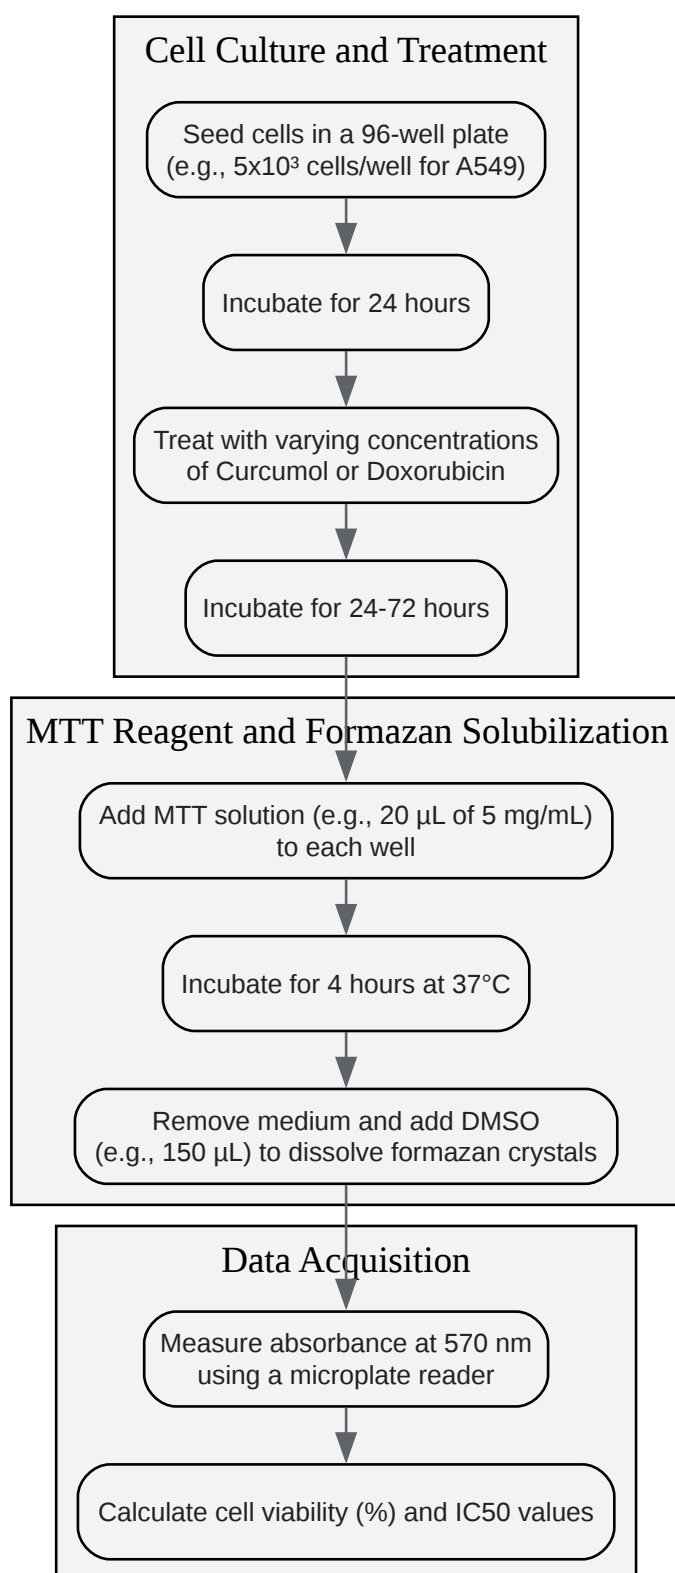 Cell Culture and Treatment
Seed cells in a 96-well plate
(e.g., 5x10³ cells/well for A549)
Incubate for 24 hours
Treat with varying concentrations
of Curcumol or Doxorubicin
Incubate for 24-72 hours
MTT Reagent and Formazan Solubilization
Add MTT solution (e.g., 20 µL of 5 mg/mL)
to each well
Incubate for 4 hours at 37°C
Remove medium and add DMSO
(e.g., 150 µL) to dissolve formazan crystals
Data Acquisition
Measure absorbance at 570 nm
using a microplate reader
Calculate cell viability (%) and IC50 values